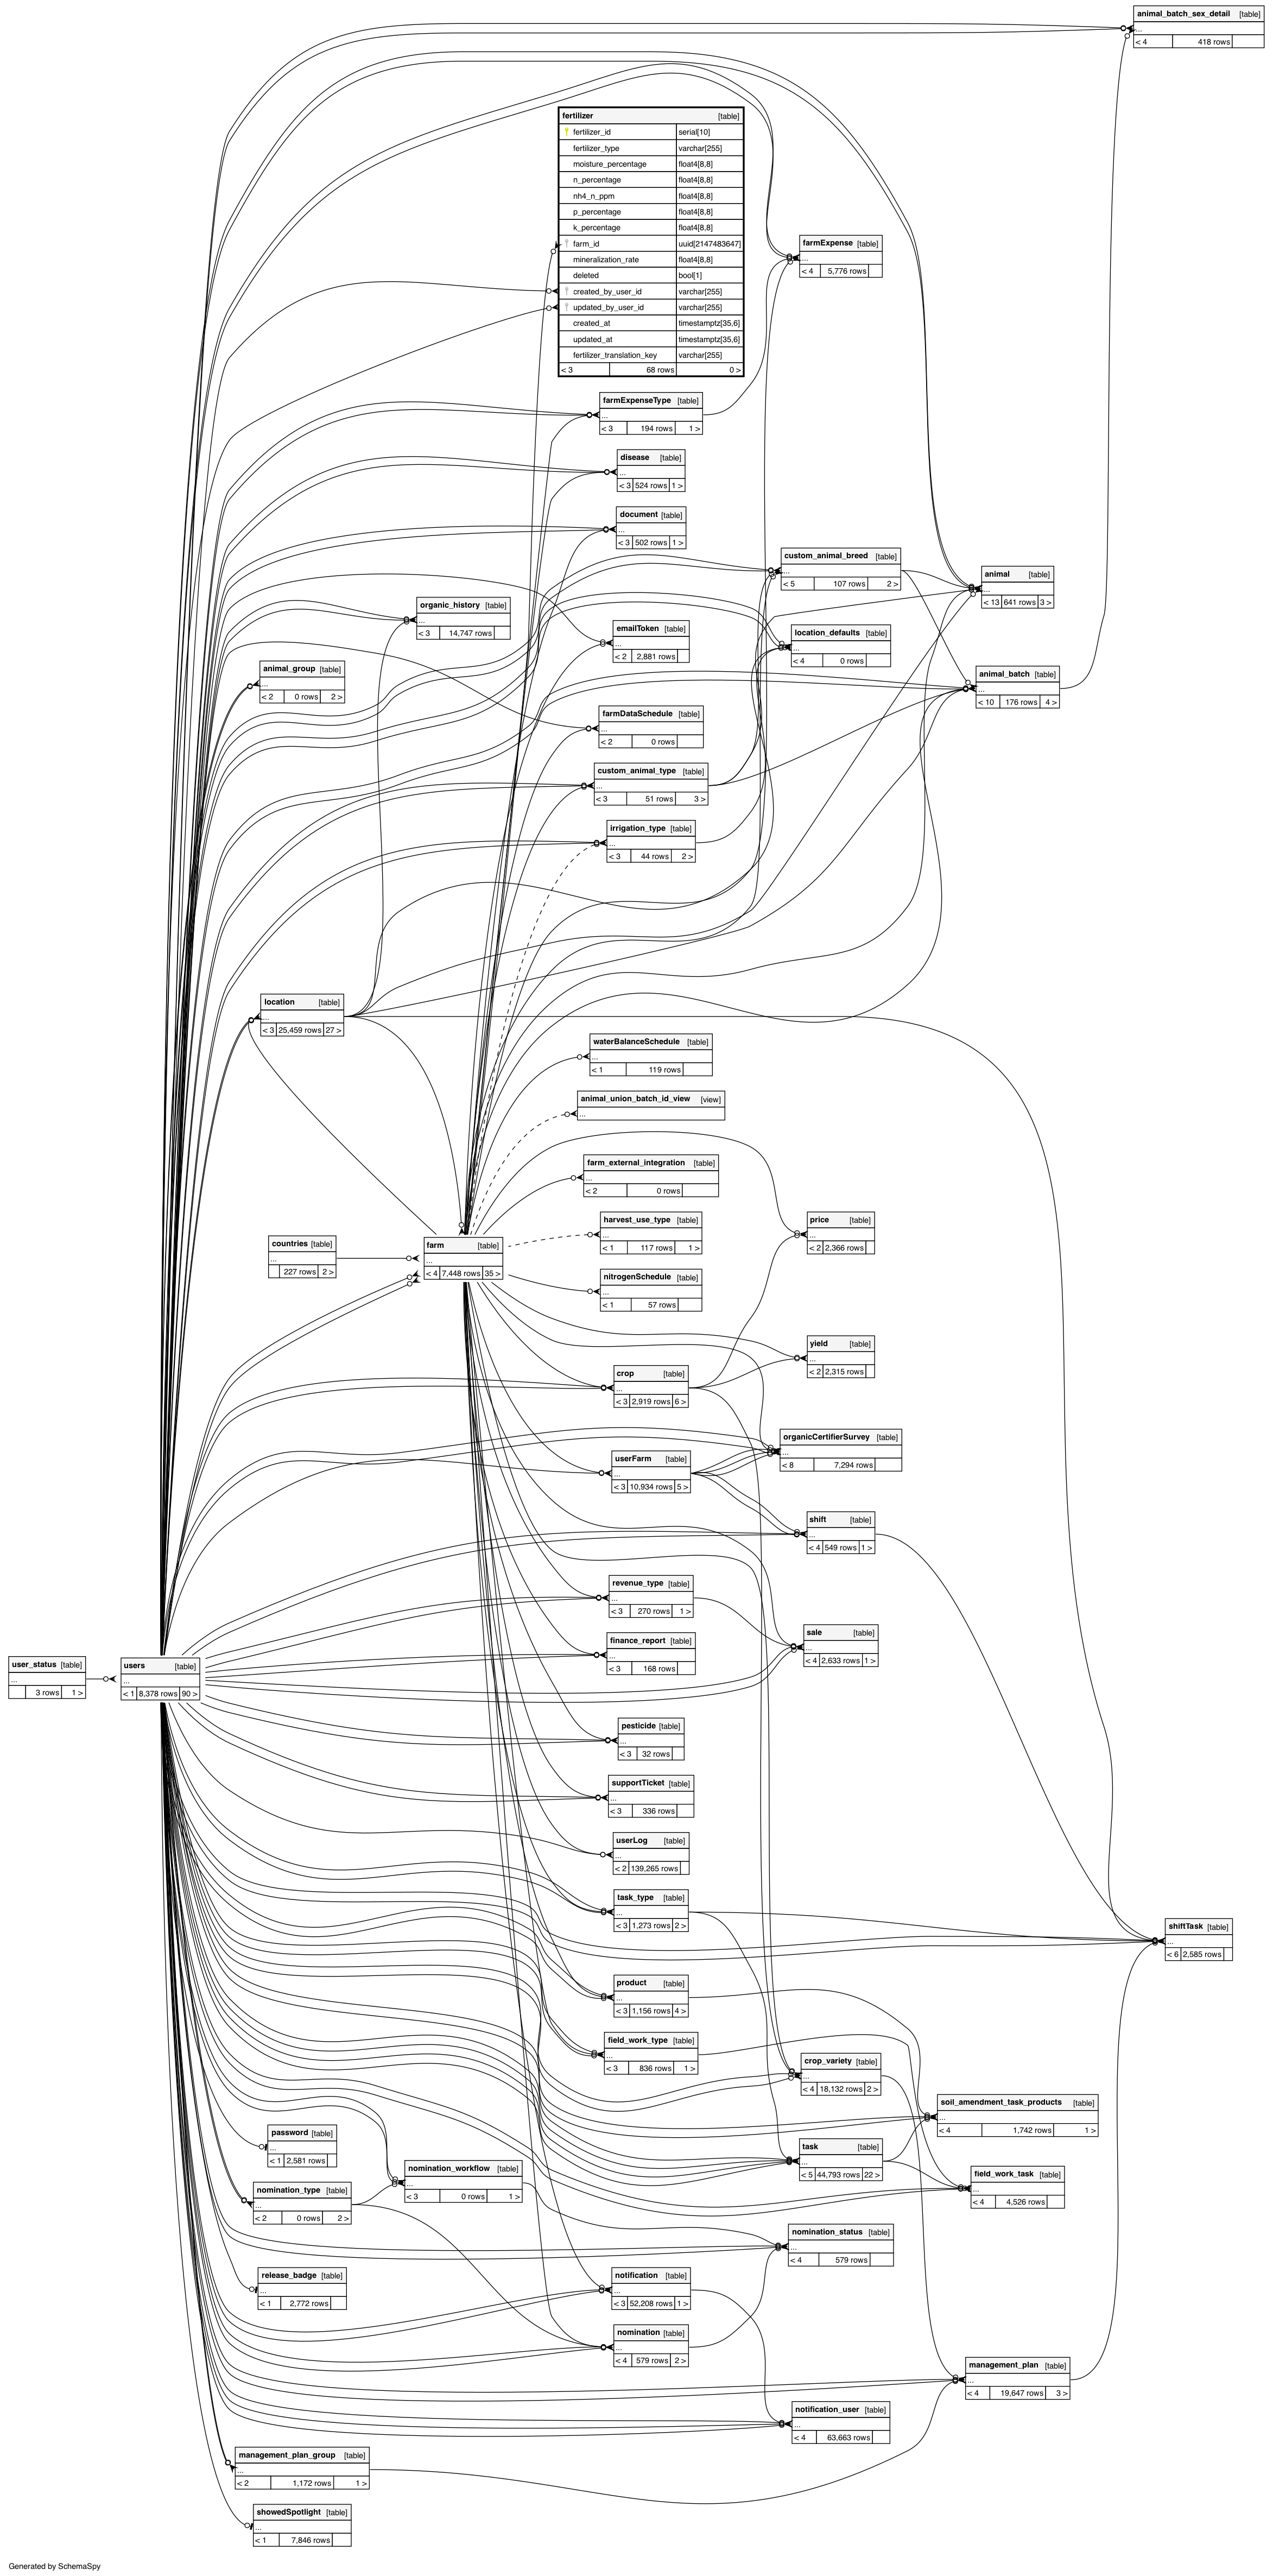 animal_batch_sex_detail [table]
...
< 4 418 rows
fertilizer [table]
fertilizer_id serial[10]
fertilizer_type varchar[255]
moisture_percentage float4[8,8]
n_percentage float4[8,8]
nh4_n_ppm float4[8,8]
p_percentage float4[8,8]
k_percentage float4[8,8]
farm_id uuid[2147483647]
mineralization_rate float4[8,8]
deleted bool[1]
created_by_user_id varchar[255]
updated_by_user_id varchar[255]
created_at timestamptz[35,6]
updated_at timestamptz[35,6]
fertilizer_translation_key varchar[255]
< 3 68 rows 0 >
farmExpense [table]
...
< 4 5,776 rows
farmExpenseType [table]
...
< 3 194 rows 1 >
disease [table]
...
< 3 524 rows 1 >
document [table]
...
< 3 502 rows 1 >
custom_animal_breed [table]
...
< 5 107 rows 2 >
animal [table]
...
< 13 641 rows 3 >
organic_history [table]
...
< 3 14,747 rows
emailToken [table]
...
< 2 2,881 rows
location_defaults [table]
...
< 4 0 rows
animal_group [table]
...
< 2 0 rows 2 >
animal_batch [table]
...
< 10 176 rows 4 >
farmDataSchedule [table]
...
< 2 0 rows
custom_animal_type [table]
...
< 3 51 rows 3 >
irrigation_type [table]
...
< 3 44 rows 2 >
location [table]
...
< 3 25,459 rows 27 >
waterBalanceSchedule [table]
...
< 1 119 rows
animal_union_batch_id_view [view]
...
farm_external_integration [table]
...
< 2 0 rows
harvest_use_type [table]
...
< 1 117 rows 1 >
price [table]
...
< 2 2,366 rows
countries [table]
...
227 rows 2 >
farm [table]
...
< 4 7,448 rows 35 >
nitrogenSchedule [table]
...
< 1 57 rows
yield [table]
...
< 2 2,315 rows
crop [table]
...
< 3 2,919 rows 6 >
organicCertifierSurvey [table]
...
< 8 7,294 rows
userFarm [table]
...
< 3 10,934 rows 5 >
shift [table]
...
< 4 549 rows 1 >
revenue_type [table]
...
< 3 270 rows 1 >
sale [table]
...
< 4 2,633 rows 1 >
finance_report [table]
...
< 3 168 rows
user_status [table]
...
3 rows 1 >
users [table]
...
< 1 8,378 rows 90 >
pesticide [table]
...
< 3 32 rows
supportTicket [table]
...
< 3 336 rows
userLog [table]
...
< 2 139,265 rows
task_type [table]
...
< 3 1,273 rows 2 >
shiftTask [table]
...
< 6 2,585 rows
product [table]
...
< 3 1,156 rows 4 >
field_work_type [table]
...
< 3 836 rows 1 >
crop_variety [table]
...
< 4 18,132 rows 2 >
soil_amendment_task_products [table]
...
< 4 1,742 rows 1 >
password [table]
...
< 1 2,581 rows
task [table]
...
< 5 44,793 rows 22 >
nomination_workflow [table]
...
< 3 0 rows 1 >
field_work_task [table]
...
< 4 4,526 rows
nomination_type [table]
...
< 2 0 rows 2 >
nomination_status [table]
...
< 4 579 rows
release_badge [table]
...
< 1 2,772 rows
notification [table]
...
< 3 52,208 rows 1 >
nomination [table]
...
< 4 579 rows 2 >
management_plan [table]
...
< 4 19,647 rows 3 >
notification_user [table]
...
< 4 63,663 rows
management_plan_group [table]
...
< 2 1,172 rows 1 >
showedSpotlight [table]
...
< 1 7,846 rows
Generated by SchemaSpy